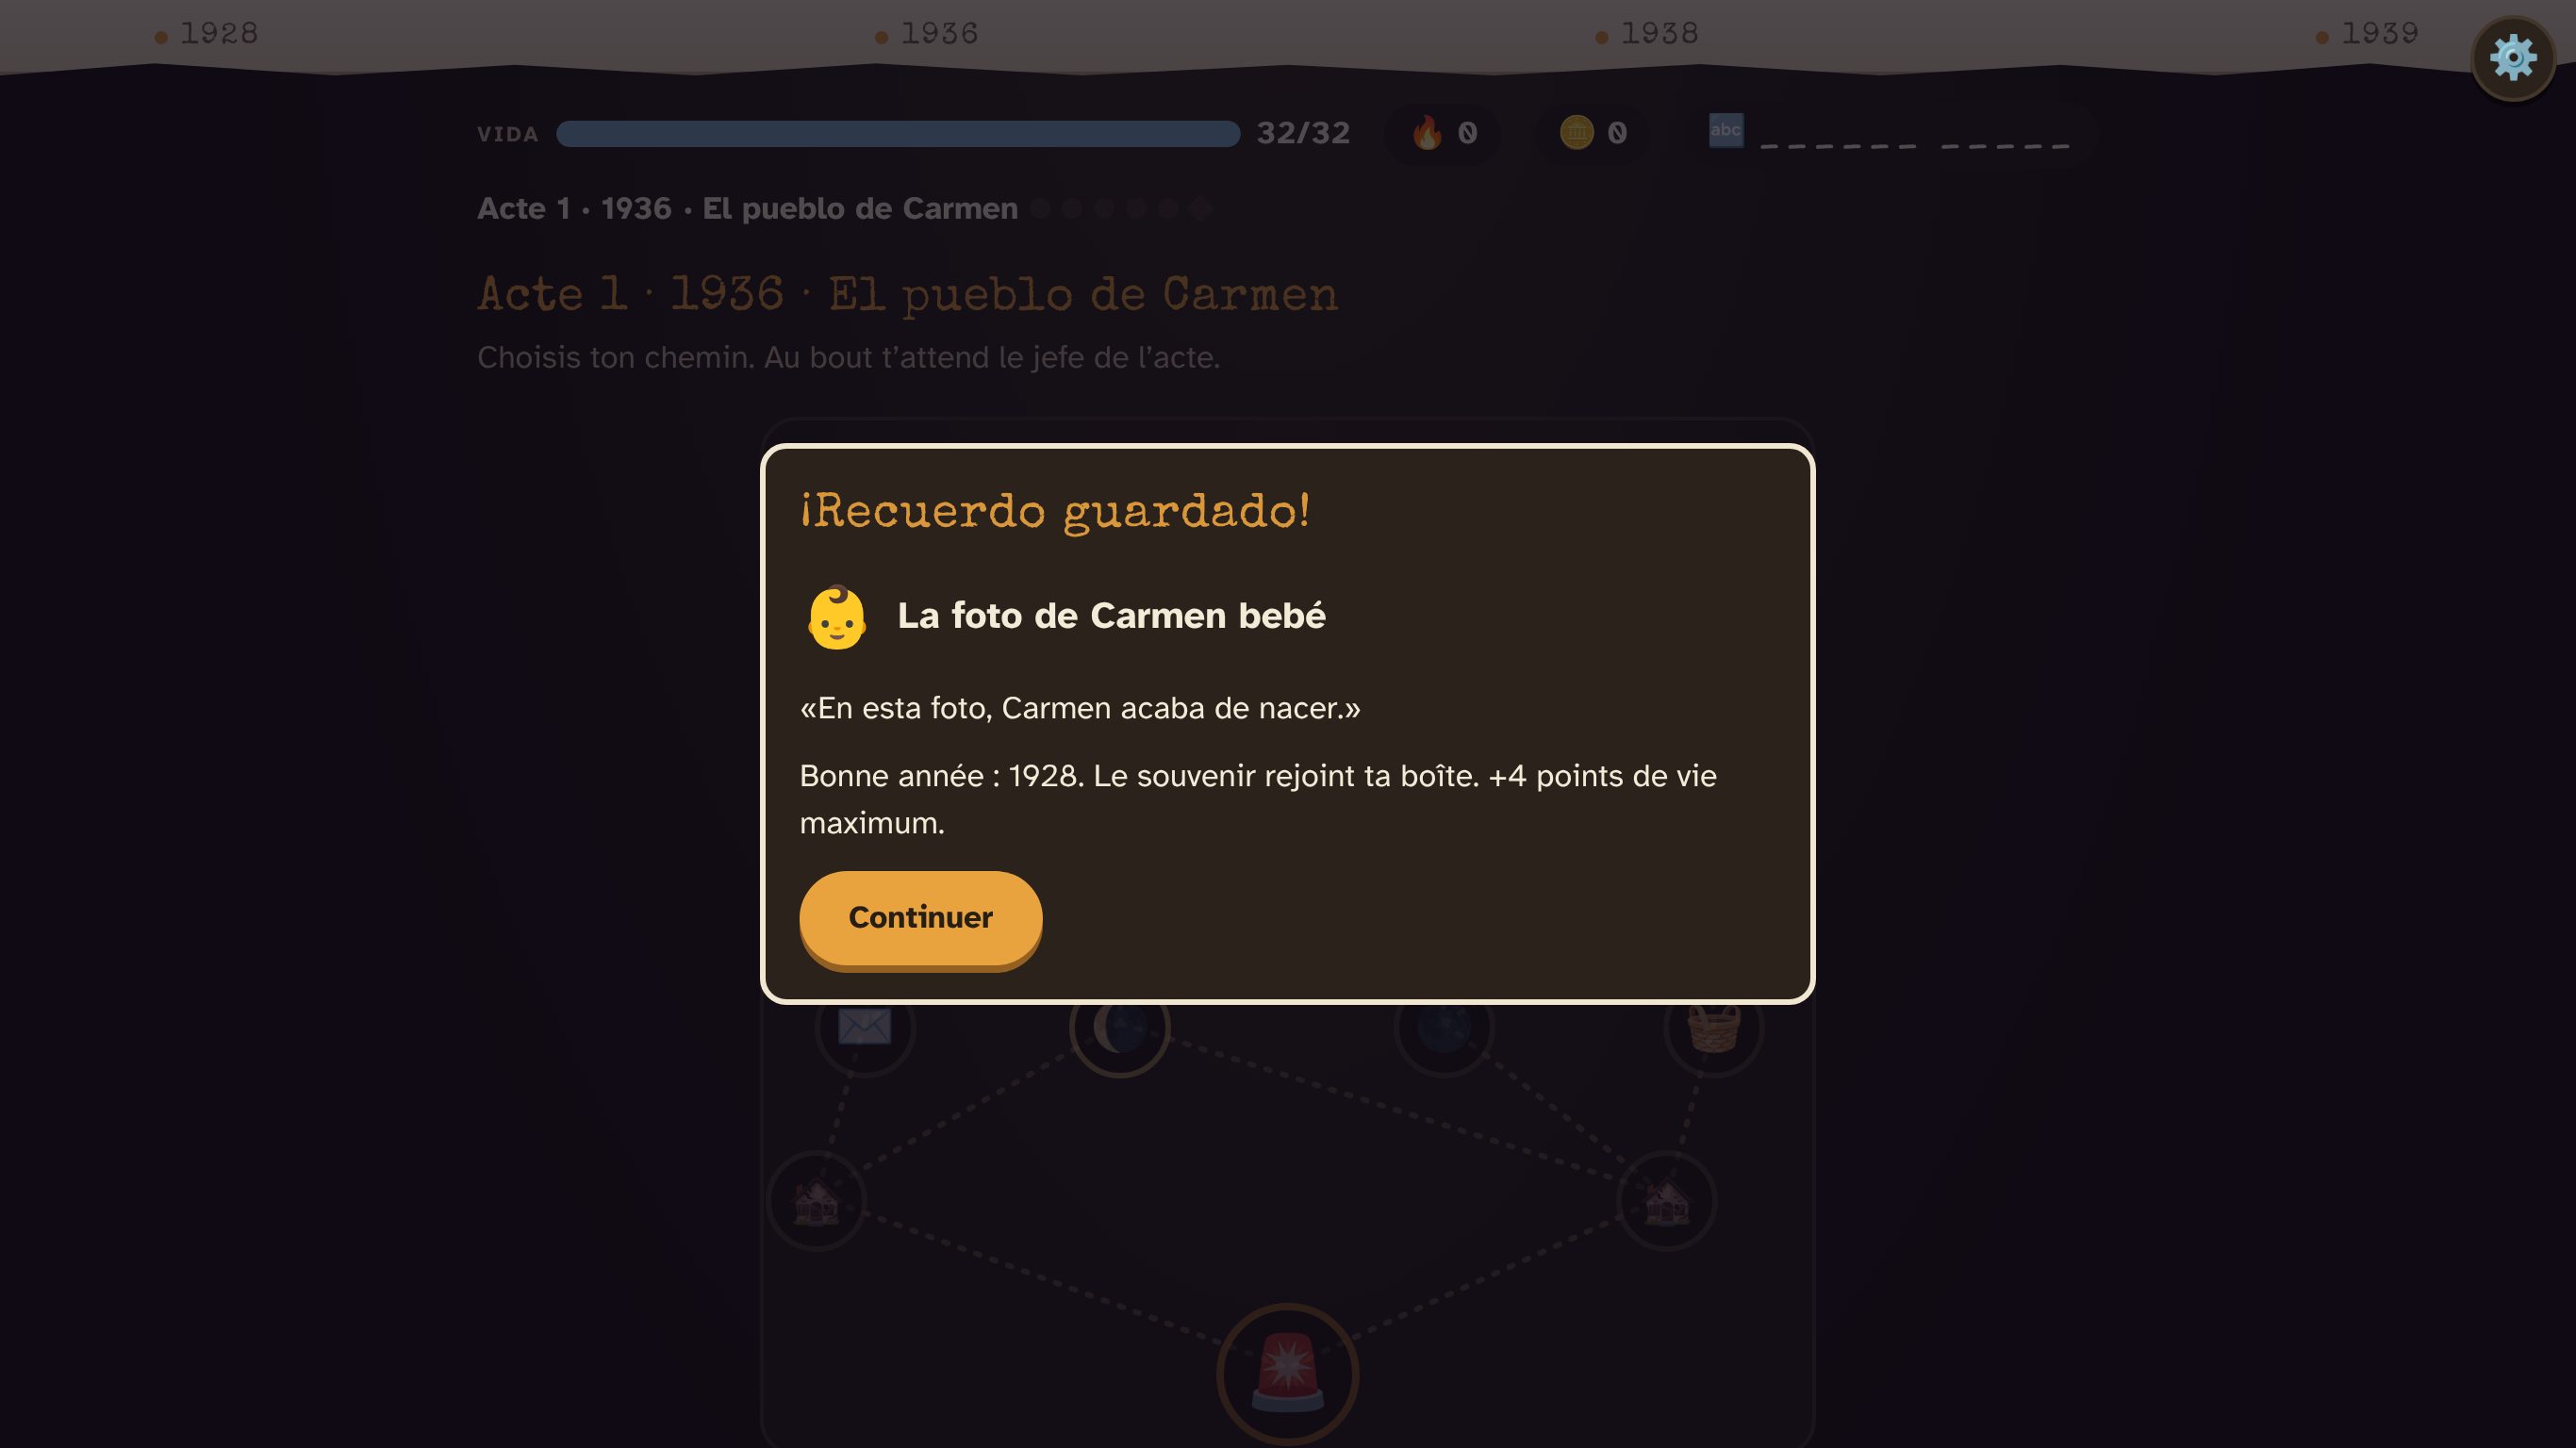 1928
1936
1938
1939
VIDA 32/32 0 0 abc
Acte 1 · 1936 · El pueblo de Carmen
Acte 1 · 1936 · El pueblo de Carmen
Choisis ton chemin. Au bout t’attend le jefe de l’acte.
¡Recuerdo guardado!
La foto de Carmen bebé
«En esta foto, Carmen acaba de nacer.»
Bonne année : 1928. Le souvenir rejoint ta boîte. +4 points de vie
maximum.
Continuer